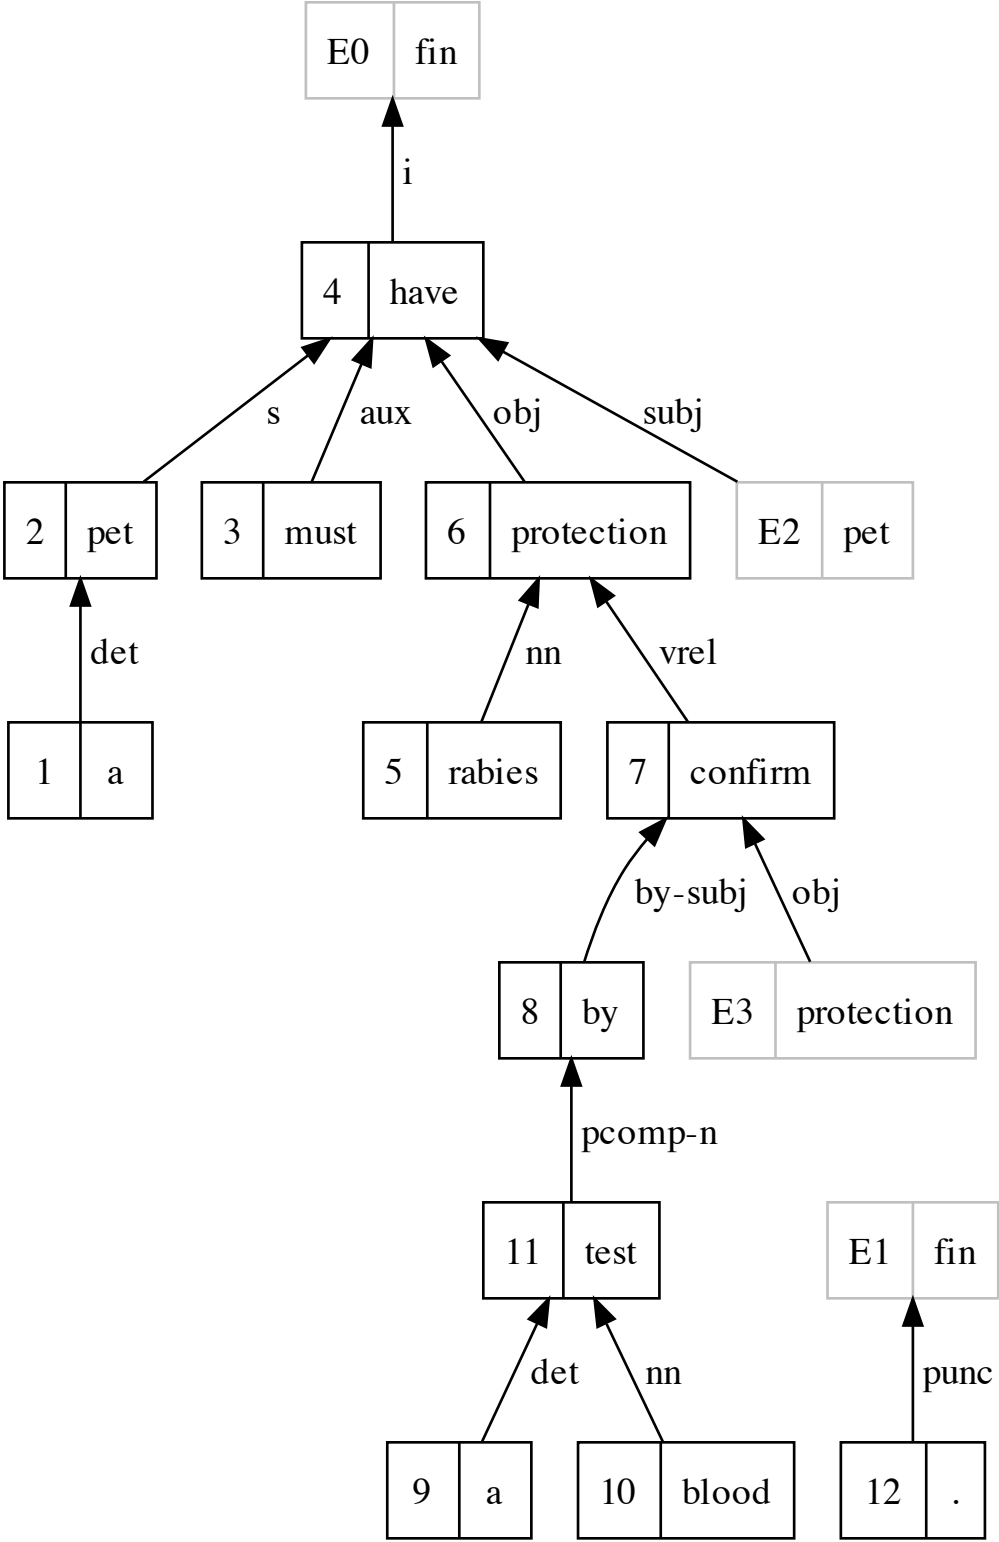 E0 fin
i
4 have
s aux obj subj
2 pet 3 must 6 protection E2 pet
det nn vrel
1 a 5 rabies 7 confirm
by-subj obj
8 by E3 protection
pcomp-n
11 test E1 fin
det nn punc
9 a 10 blood 12 .